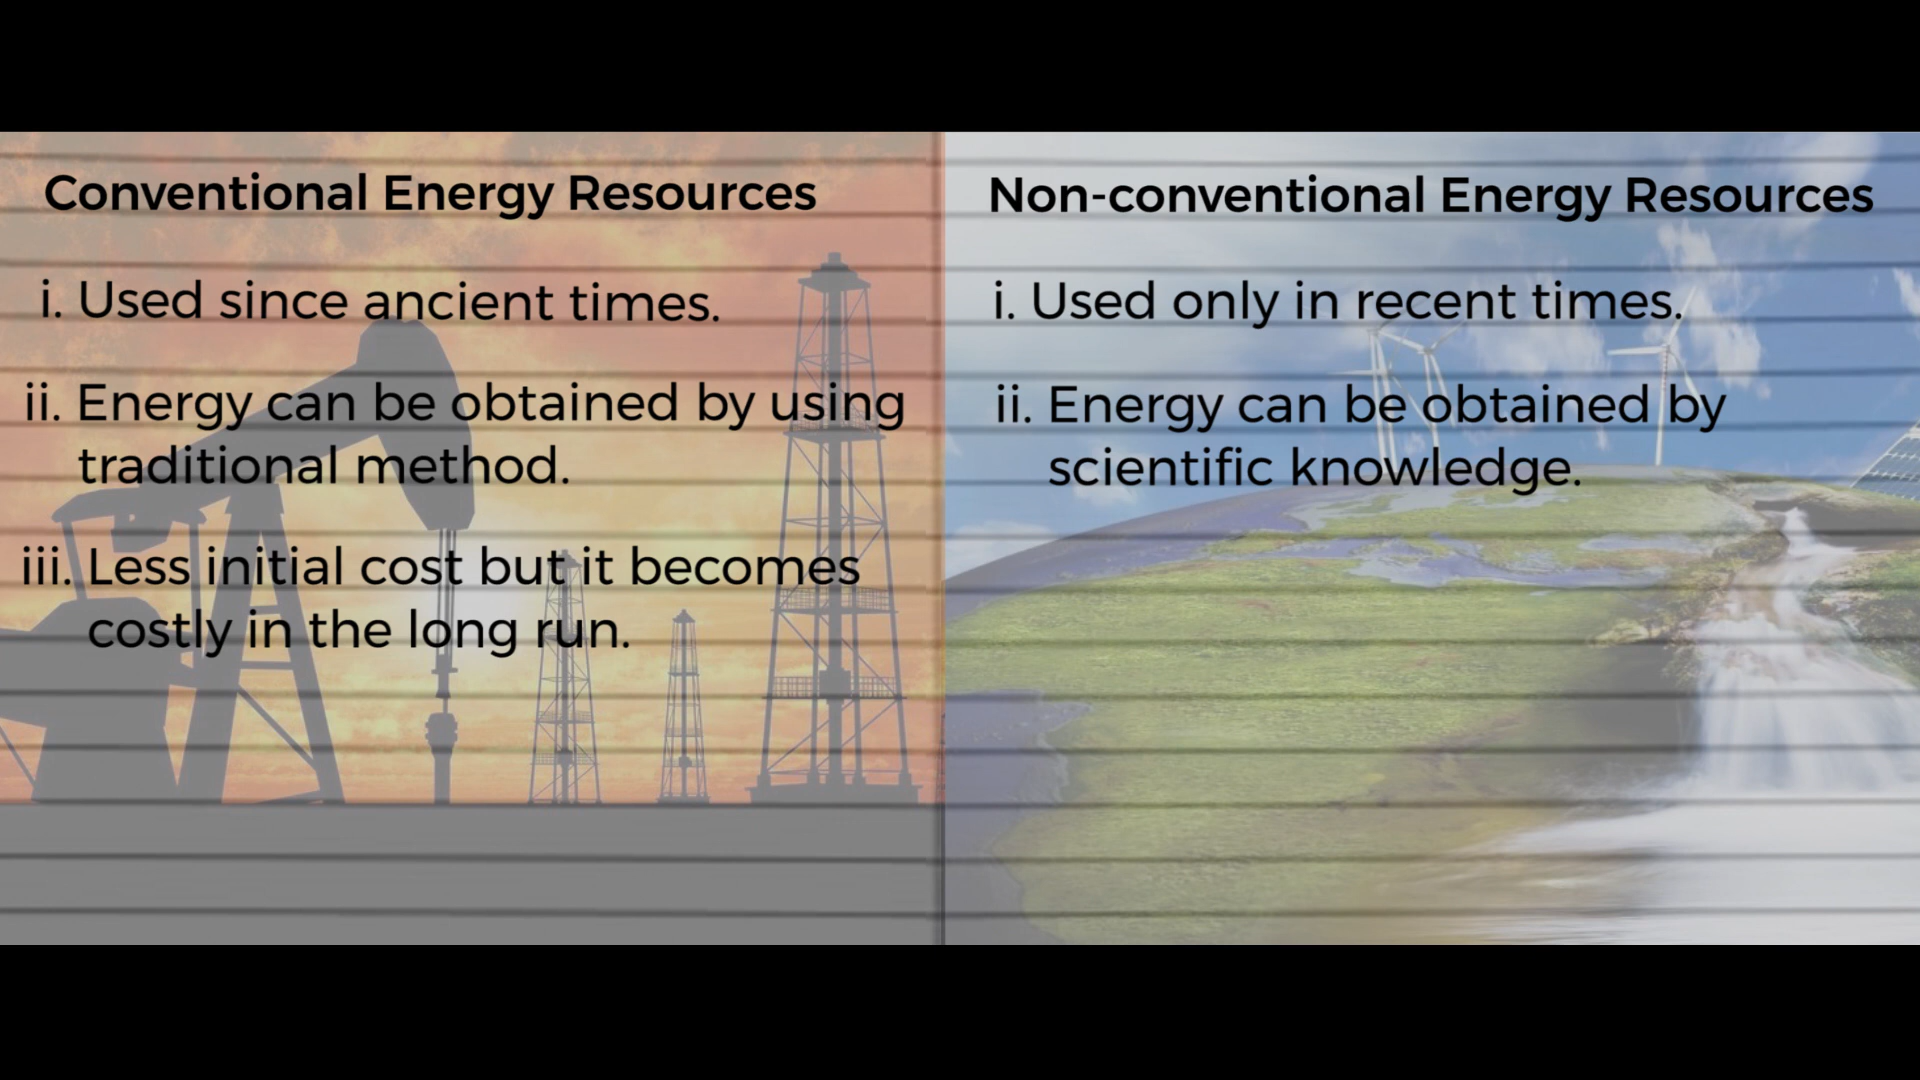 Conventional Energy Resources
i. Used since ancient times.
ii. Energy can be obtained by using
traditional method.
iii. Less initial cost but it becomes
costly in the long run.
Non-conventional Energy Resources
i. Used only in recent times.
ii. Energy can be obtained by
scientific knowledge.